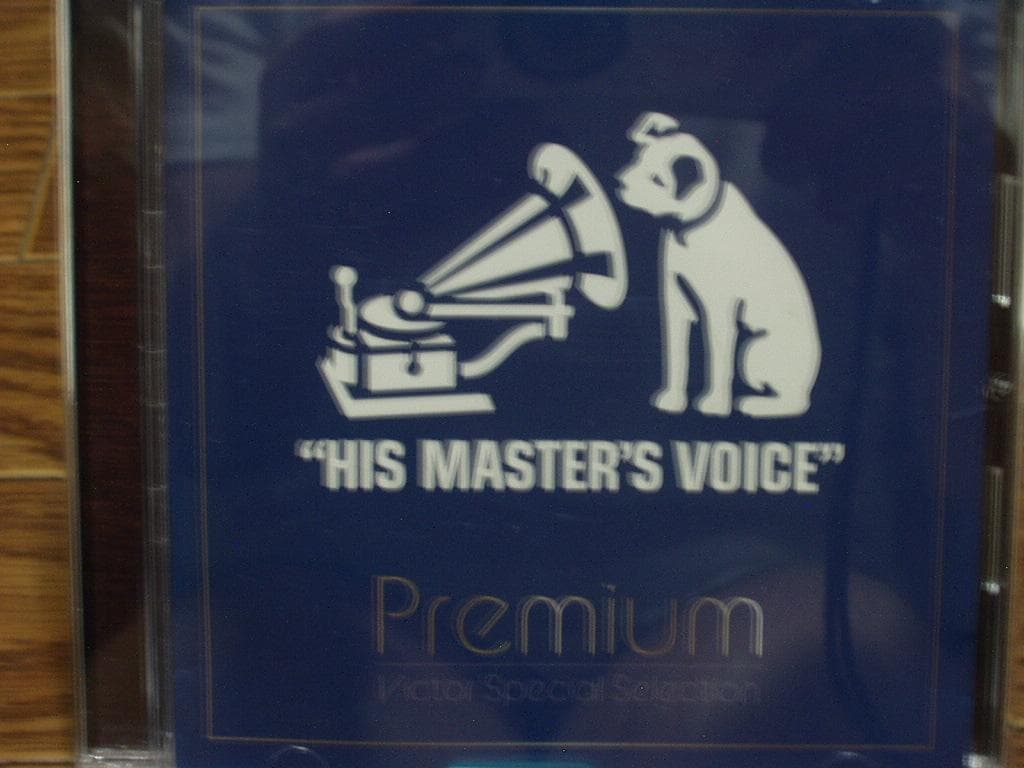 “HIS MASTER'S VOICE”
Premium
Victor Special Selection